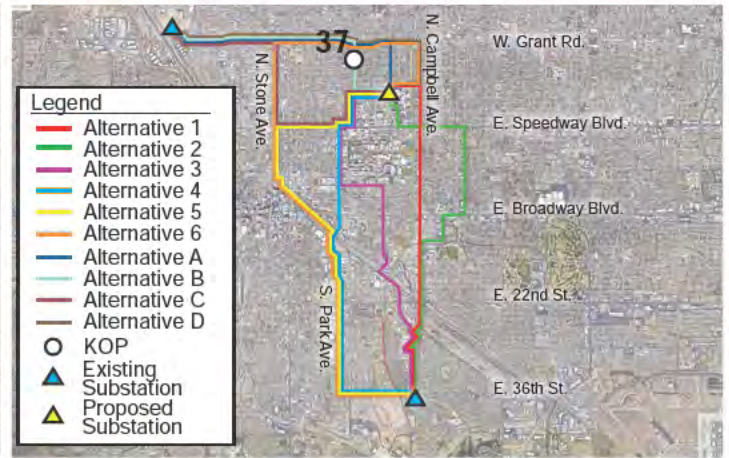 37
N. Campbell Ave.
W. Grant Rd.
N. Stone Ave.
E. Speedway Blvd.
E. Broadway Blvd.
E. 22nd St.
S. Park Ave.
E. 36th St.
Legend
Alternative 1
Alternative 2
Alternative 3
Alternative 4
Alternative 5
Alternative 6
Alternative A
Alternative B
Alternative C
Alternative D
KOP
Existing
Substation
Proposed
Substation